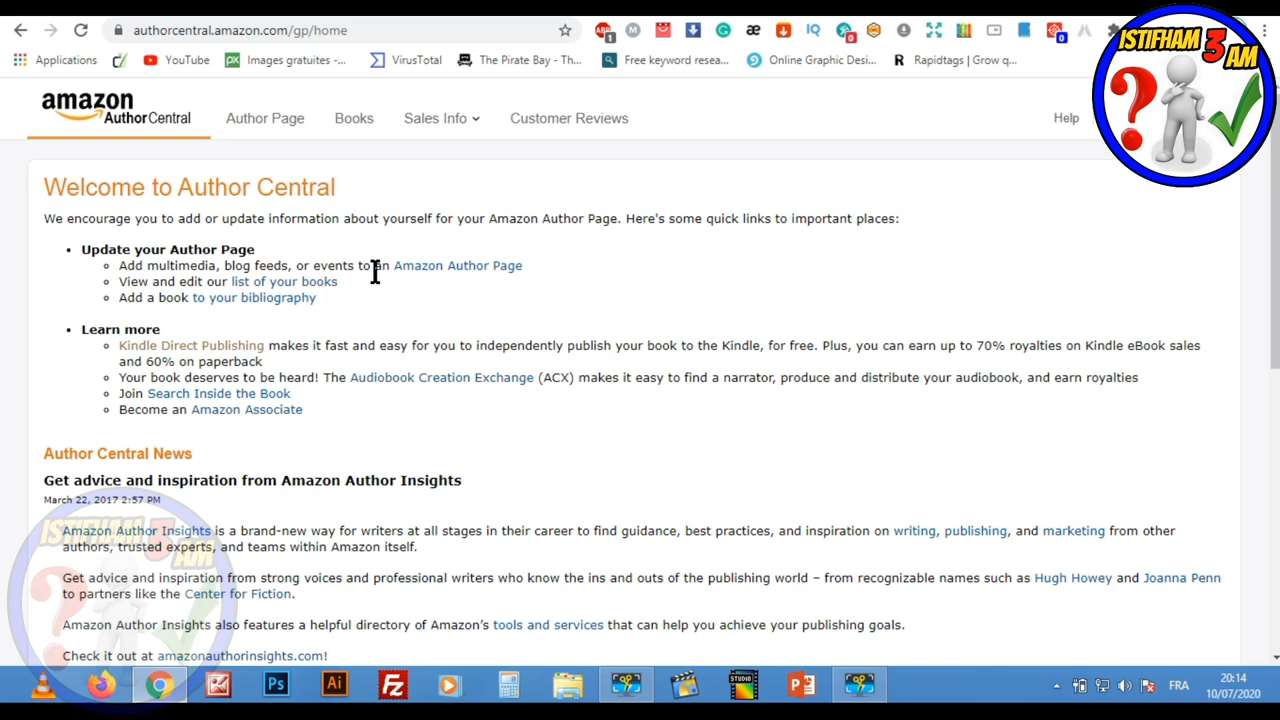 authorcentral.amazon.com/gp/home
Applications YouTube Images gratuites -... VirusTotal The Pirate Bay - Th... Free keyword resea... Online Graphic Desi... Rapidtags | Grow q...
ISTIFHAM 3 AM
amazon
AuthorCentral Author Page Books Sales Info Customer Reviews Help
Welcome to Author Central
We encourage you to add or update information about yourself for your Amazon Author Page. Here's some quick links to important places:
Update your Author Page
Add multimedia, blog feeds, or events to an Amazon Author Page
View and edit our list of your books
Add a book to your bibliography
Learn more
Kindle Direct Publishing makes it fast and easy for you to independently publish your book to the Kindle, for free. Plus, you can earn up to 70% royalties on Kindle eBook sales
and 60% on paperback
Your book deserves to be heard! The Audiobook Creation Exchange (ACX) makes it easy to find a narrator, produce and distribute your audiobook, and earn royalties
Join Search Inside the Book
Become an Amazon Associate
Author Central News
Get advice and inspiration from Amazon Author Insights
March 22, 2017 2:57 PM
Amazon Author Insights is a brand-new way for writers at all stages in their career to find guidance, best practices, and inspiration on writing, publishing, and marketing from other
authors, trusted experts, and teams within Amazon itself.
Get advice and inspiration from strong voices and professional writers who know the ins and outs of the publishing world – from recognizable names such as Hugh Howey and Joanna Penn
to partners like the Center for Fiction.
Amazon Author Insights also features a helpful directory of Amazon's tools and services that can help you achieve your publishing goals.
Check it out at amazonauthorinsights.com!
ISTIFHAM 3 AM
Ps Ai Fz STUDIO P FRA 20:14
10/07/2020